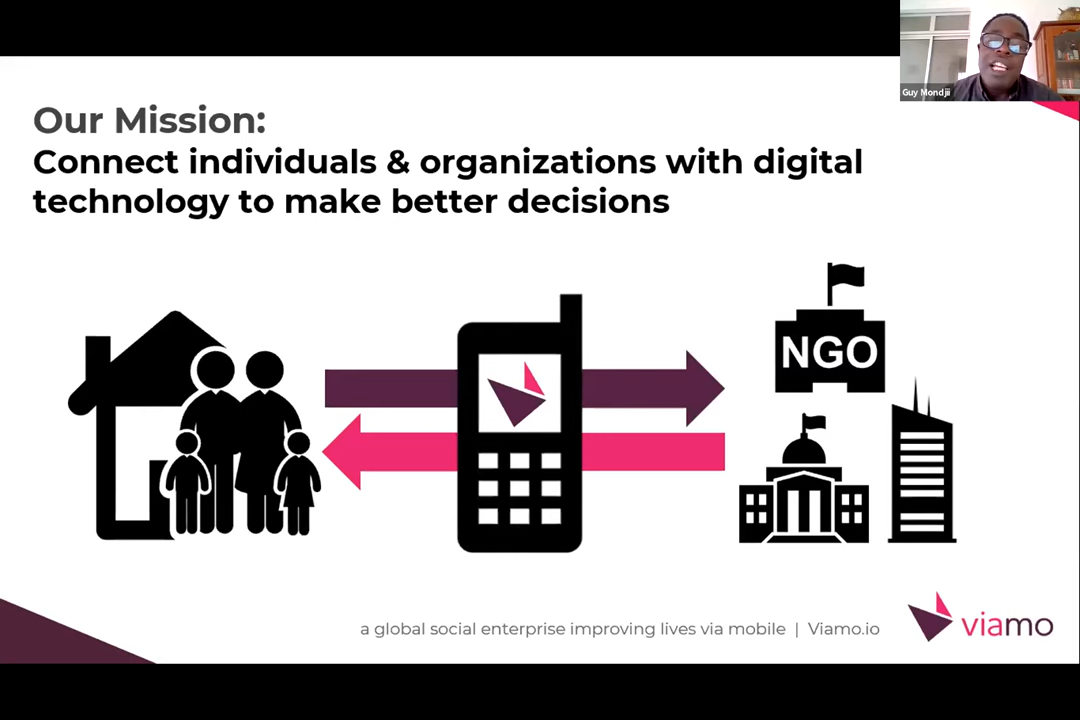 Guy Mondji
Our Mission:
Connect individuals & organizations with digital
technology to make better decisions
NGO
a global social enterprise improving lives via mobile | Viamo.io
viamo